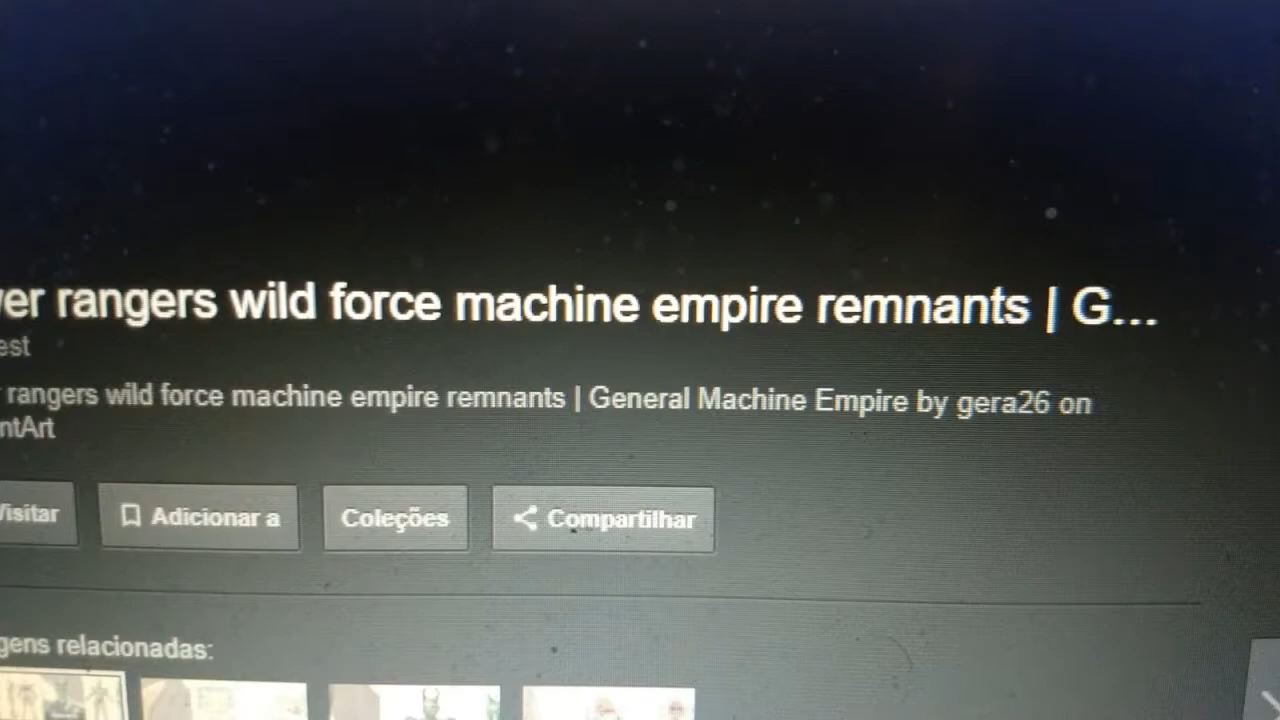 er rangers wild force machine empire remnants | G...
est
rangers wild force machine empire remnants | General Machine Empire by gera26 on
ntArt
Visitar
Adicionar a
Coleções
Compartilhar
gens relacionadas: